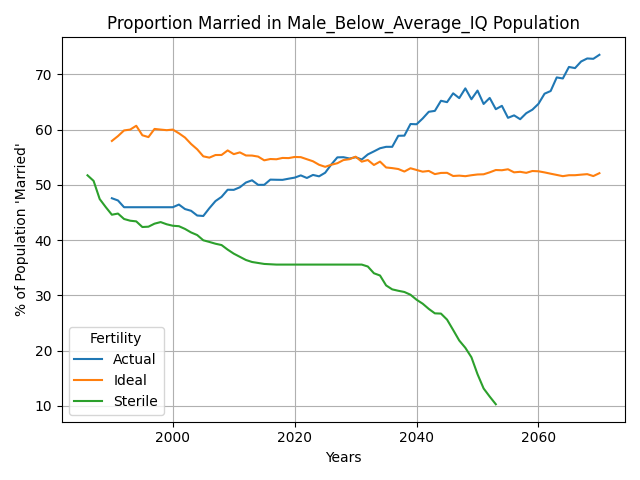 Proportion Married in Male_Below_Average_IQ Population
% of Population 'Married'
70
60
50
40
30
20
10
Fertility
Actual
Ideal
Sterile
2000
2020
2040
2060
Years